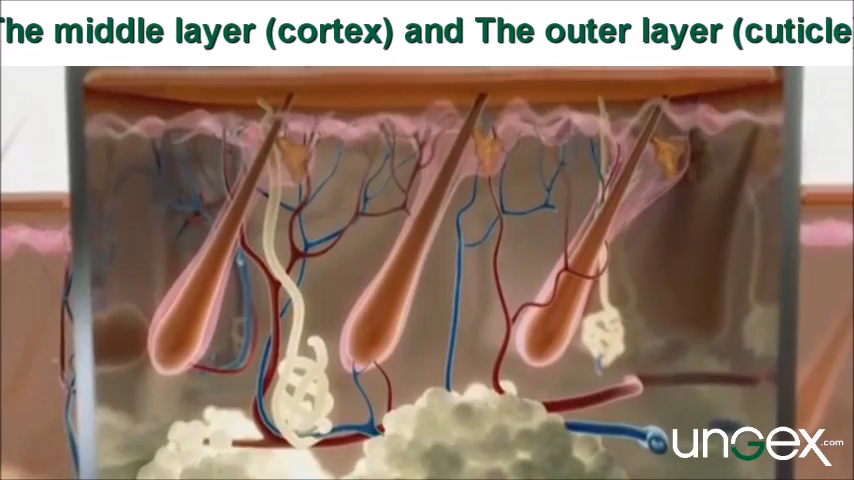 The middle layer (cortex) and The outer layer (cuticle
ungex.com